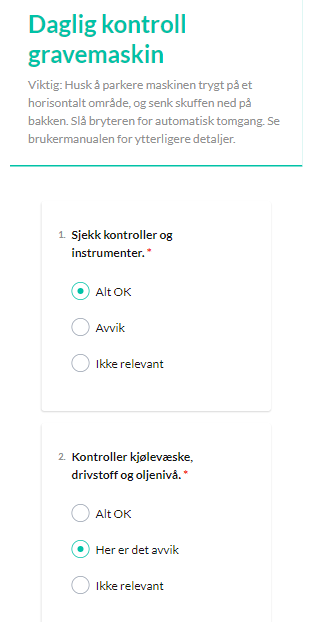 Daglig kontroll
gravemaskin
Viktig: Husk å parkere maskinen trygt på et
horisontalt område, og senk skuffen ned på
bakken. Slå bryteren for automatisk tomgang. Se
brukermanualen for ytterligere detaljer.
1. Sjekk kontroller og
instrumenter. *
Alt OK
Avvik
Ikke relevant
2. Kontroller kjølevæske,
drivstoff og oljenivå. *
Alt OK
Her er det avvik
Ikke relevant